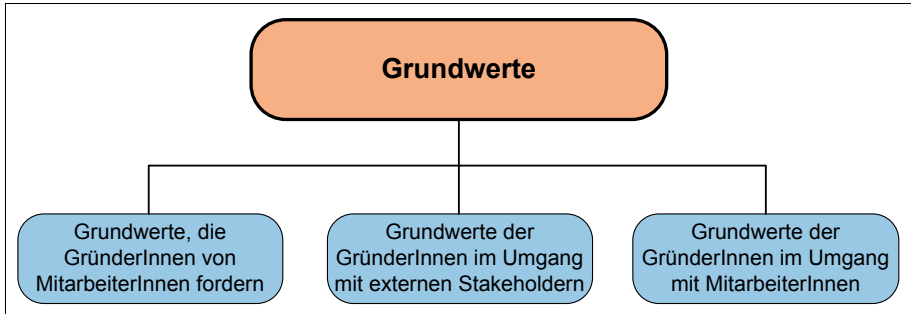 Grundwerte
Grundwerte, die
GründerInnen von
MitarbeiterInnen fordern
Grundwerte der
GründerInnen im Umgang
mit externen Stakeholdern
Grundwerte der
GründerInnen im Umgang
mit MitarbeiterInnen